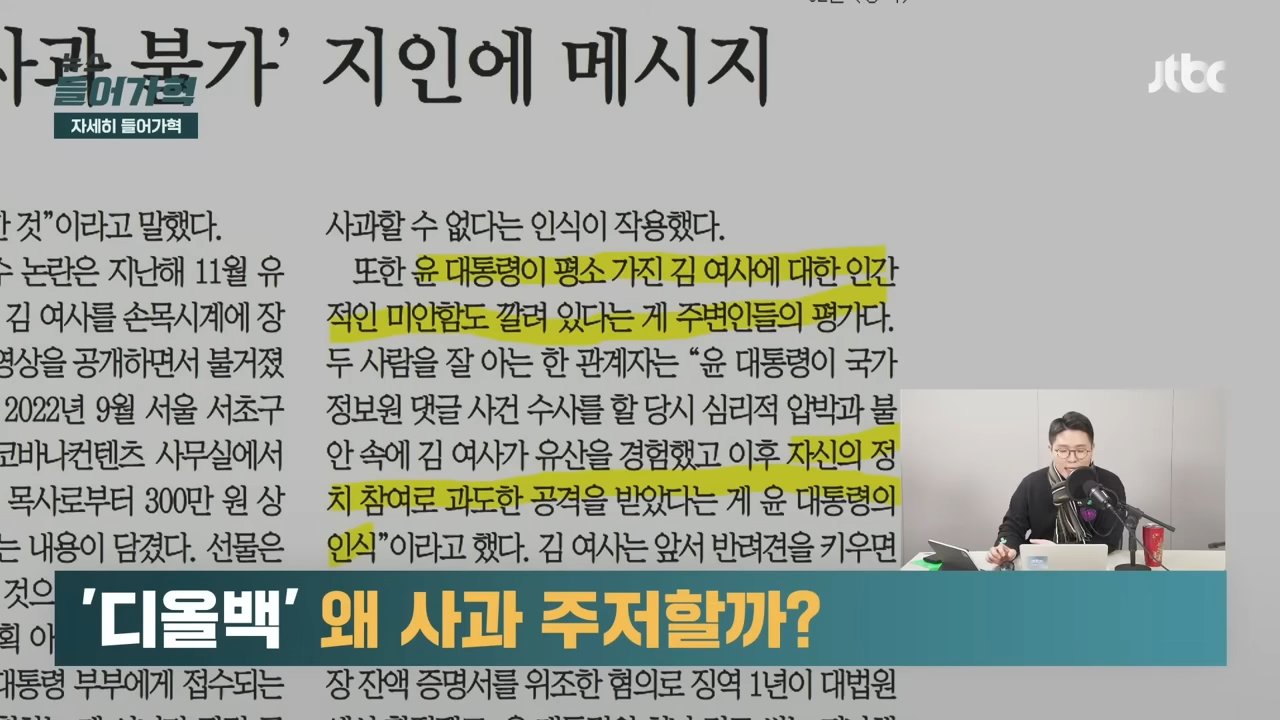 사과 불가’ 지인에 메시지
뉴스
들어가혁
자세히 들어가혁
jtbc
한 것”이라고 말했다.
논란은 지난해 11월 유
김 여사를 손목시계에 장
영상을 공개하면서 불거졌
2022년 9월 서울 서초구
코바나컨텐츠 사무실에서
목사로부터 300만 원 상
는 내용이 담겼다. 선물은
것으
획 아
대통령 부부에게 접수되는
사과할 수 없다는 인식이 작용했다.
또한 윤 대통령이 평소 가진 김 여사에 대한 인간
적인 미안함도 깔려 있다는 게 주변인들의 평가다.
두 사람을 잘 아는 한 관계자는 “윤 대통령이 국가
정보원 댓글 사건 수사를 할 당시 심리적 압박과 불
안 속에 김 여사가 유산을 경험했고 이후 자신의 정
치 참여로 과도한 공격을 받았다는 게 윤 대통령의
인식”이라고 했다. 김 여사는 앞서 반려견을 키우면
장 잔액 증명서를 위조한 혐의로 징역 1년이 대법원
'디올백' 왜 사과 주저할까?